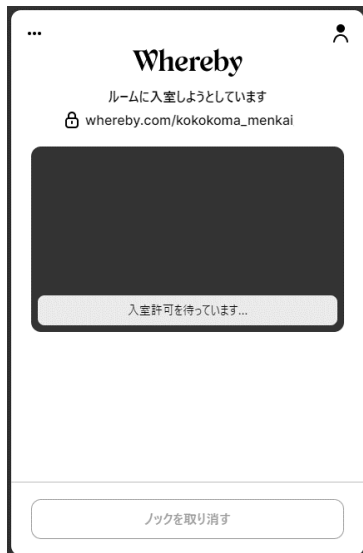 ...
Whereby
ルームに入室しようとしています
whereby.com/kokokoma_menkai
入室許可を待っています...
ノックを取り消す